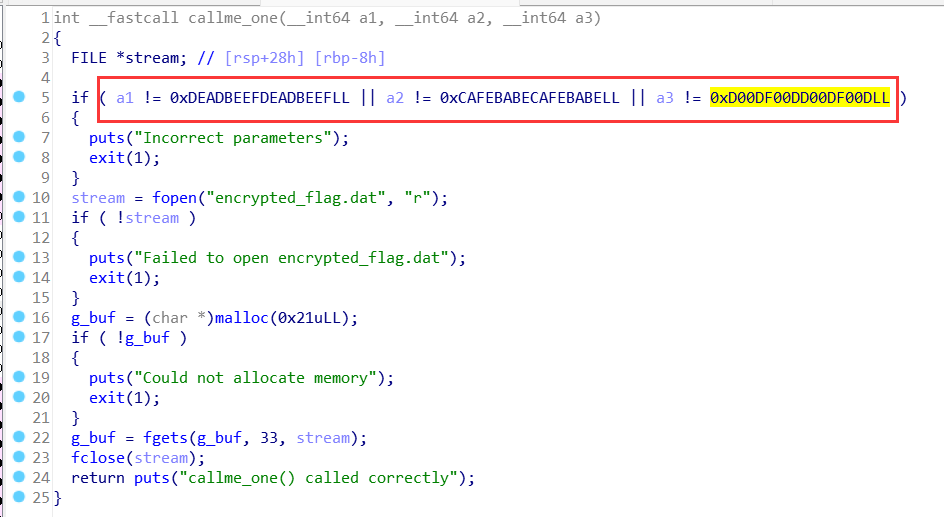 1 int __fastcall callme_one(__int64 a1, __int64 a2, __int64 a3)
2 {
3 FILE *stream; // [rsp+28h] [rbp-8h]
4
5 if ( a1 != 0xDEADBEEFDEADBEEFLL || a2 != 0xCAFEBABECAFEBABELL || a3 != 0xD00DF00DD00DF00DLL )
6 {
7 puts("Incorrect parameters");
8 exit(1);
9 }
10 stream = fopen("encrypted_flag.dat", "r");
11 if ( !stream )
12 {
13 puts("Failed to open encrypted_flag.dat");
14 exit(1);
15 }
16 g_buf = (char *)malloc(0x21uLL);
17 if ( !g_buf )
18 {
19 puts("Could not allocate memory");
20 exit(1);
21 }
22 g_buf = fgets(g_buf, 33, stream);
23 fclose(stream);
24 return puts("callme_one() called correctly");
25 }